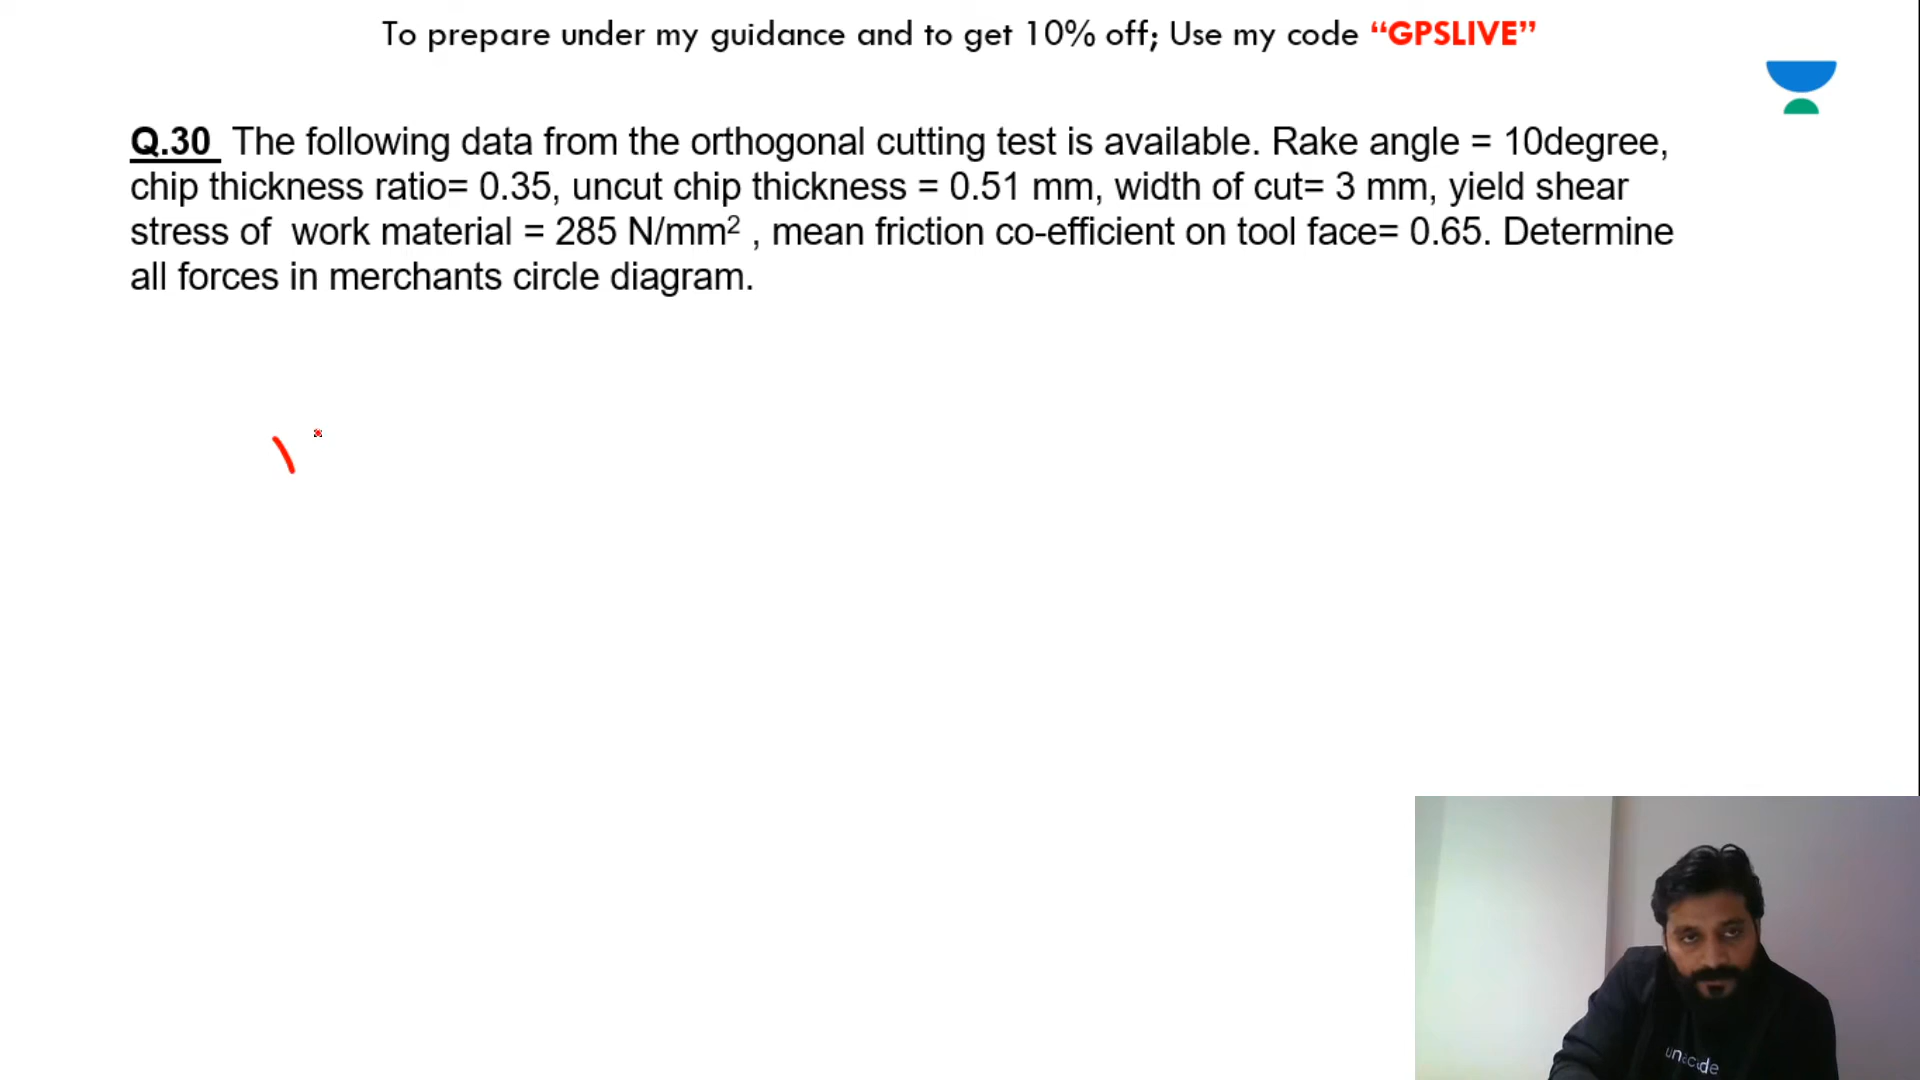 To prepare under my guidance and to get 10% off; Use my code “GPSLIVE”
Q.30 The following data from the orthogonal cutting test is available. Rake angle = 10degree,
chip thickness ratio= 0.35, uncut chip thickness = 0.51 mm, width of cut= 3 mm, yield shear
stress of work material = 285 N/mm² , mean friction co-efficient on tool face= 0.65. Determine
all forces in merchants circle diagram.